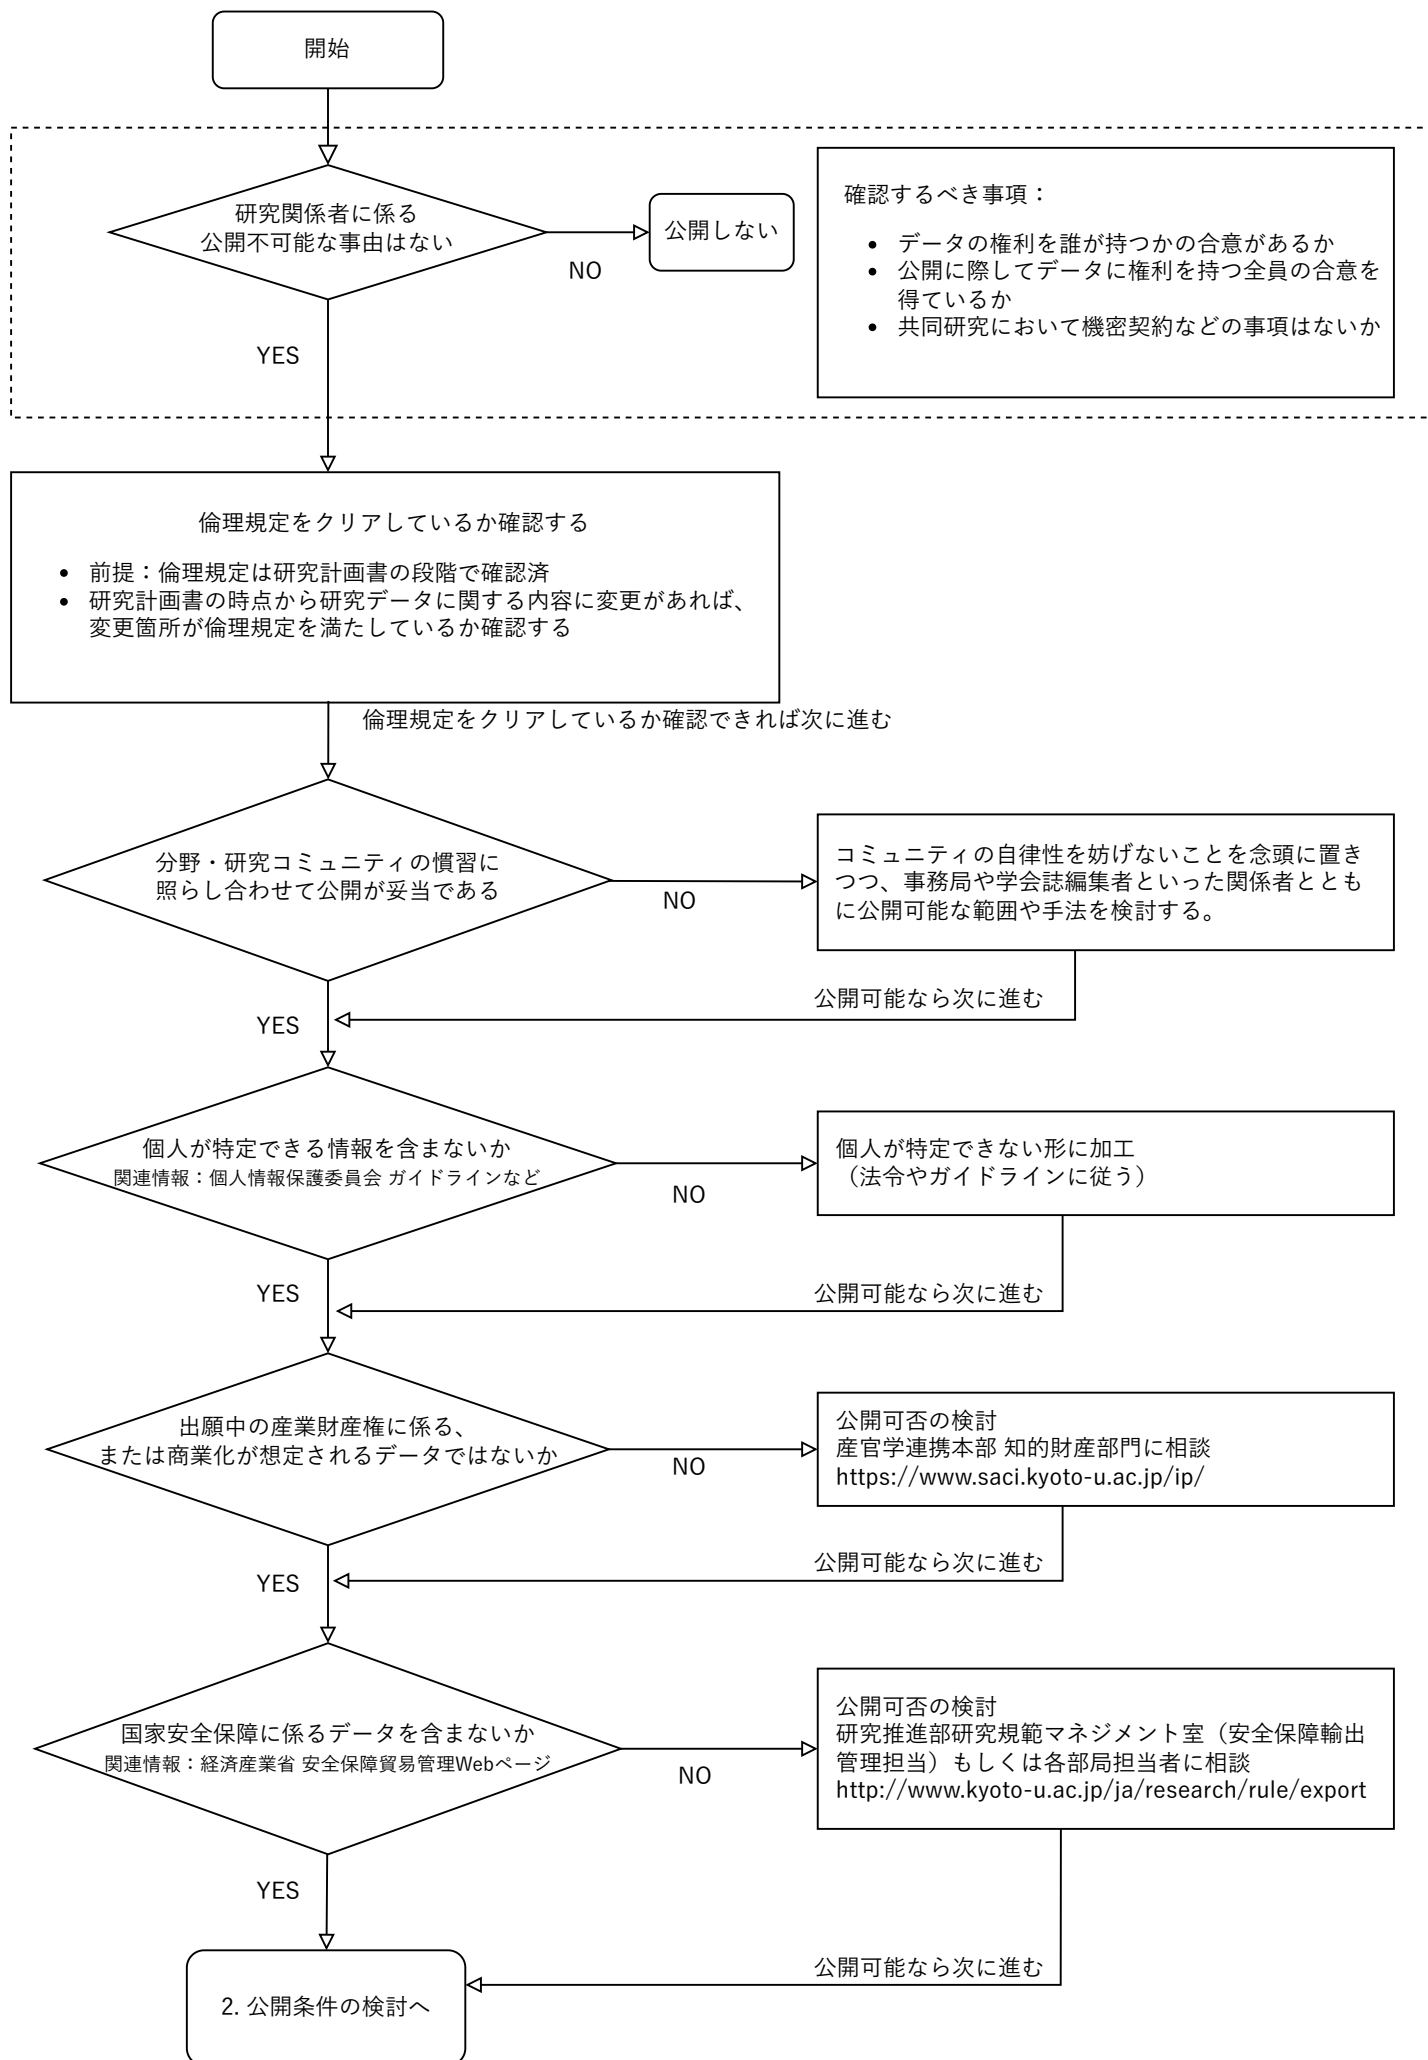 開始
研究関係者に係る
公開不可能な事由はない
NO
公開しない
YES
確認するべき事項：
• データの権利を誰が持つかの合意があるか
• 公開に際してデータに権利を持つ全員の合意を
得ているか
• 共同研究において機密契約などの事項はないか
倫理規定をクリアしているか確認する
• 前提：倫理規定は研究計画書の段階で確認済
• 研究計画書の時点から研究データに関する内容に変更があれば、
変更箇所が倫理規定を満たしているか確認する
倫理規定をクリアしているか確認できれば次に進む
分野・研究コミュニティの慣習に
照らし合わせて公開が妥当である
NO
コミュニティの自律性を妨げないことを念頭に置き
つつ、事務局や学会誌編集者といった関係者ととも
に公開可能な範囲や手法を検討する。
公開可能なら次に進む
YES
個人が特定できる情報を含まないか
関連情報：個人情報保護委員会 ガイドラインなど
NO
個人が特定できない形に加工
（法令やガイドラインに従う）
公開可能なら次に進む
YES
出願中の産業財産権に係る、
または商業化が想定されるデータではないか
NO
公開可否の検討
産官学連携本部 知的財産部門に相談
https://www.saci.kyoto-u.ac.jp/ip/
公開可能なら次に進む
YES
国家安全保障に係るデータを含まないか
関連情報：経済産業省 安全保障貿易管理Webページ
NO
公開可否の検討
研究推進部研究規範マネジメント室（安全保障輸出
管理担当）もしくは各部局担当者に相談
http://www.kyoto-u.ac.jp/ja/research/rule/export
YES
公開可能なら次に進む
2. 公開条件の検討へ